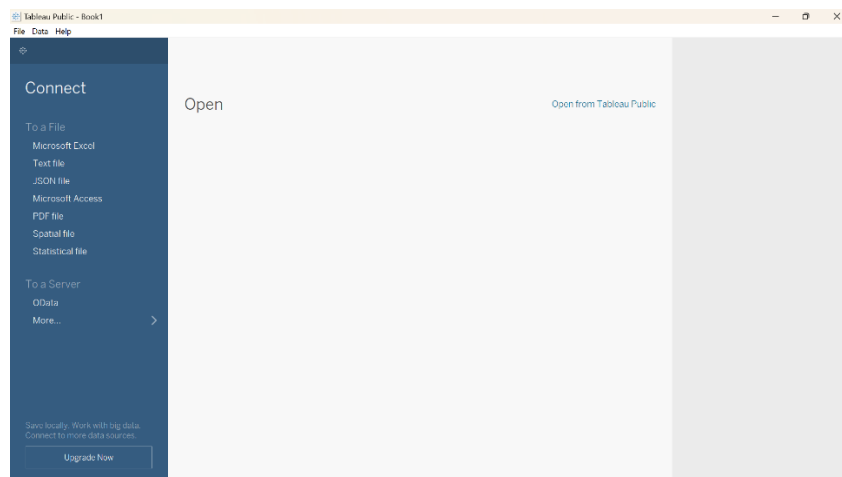 Tableau Public - Book1
File Data Help
Connect
To a File
Microsoft Excel
Text file
JSON file
Microsoft Access
PDF file
Spatial file
Statistical file
To a Server
OData
More...
Save locally. Work with big data.
Connect to more data sources.
Upgrade Now
Open
Open from Tableau Public